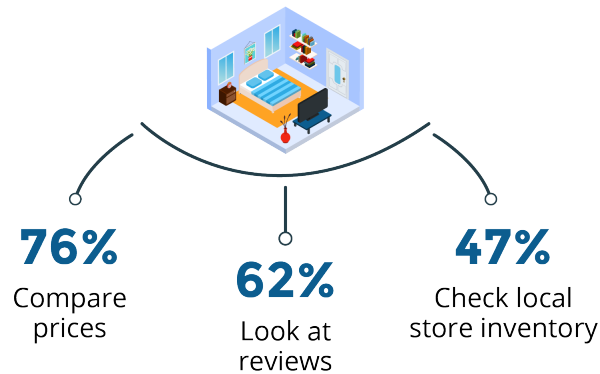 76%
Compare
prices
62%
Look at
reviews
47%
Check local
store inventory